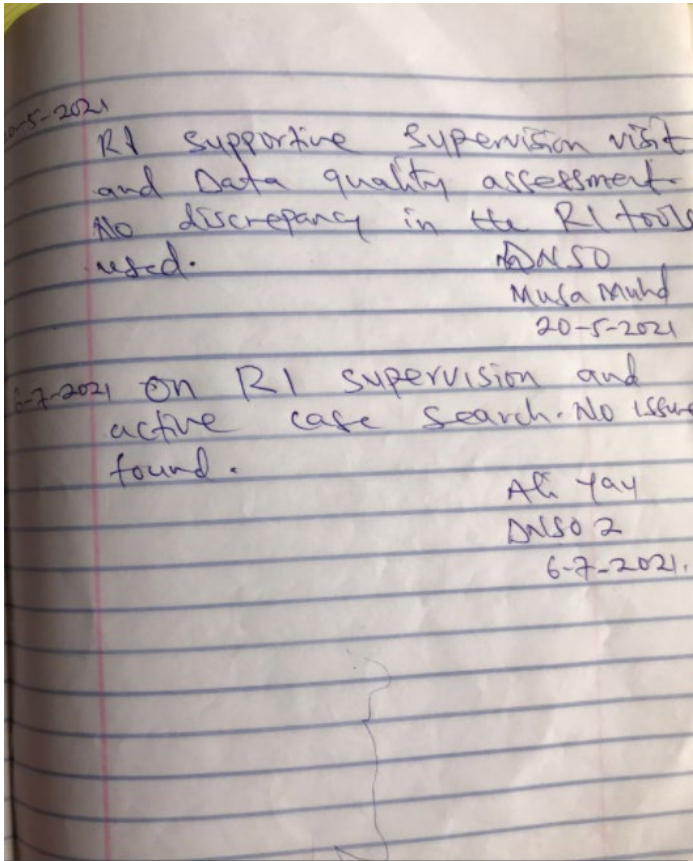 20-5-2021
RI supportive supervision visit
and Data quality assessment.
No discrepancy in the RI tools
used.
DNSO
Musa Muhd
20-5-2021
6-7-2021 On RI supervision and
active case search. No issue
found.
Ali Yay
DNSO 2
6-7-2021.